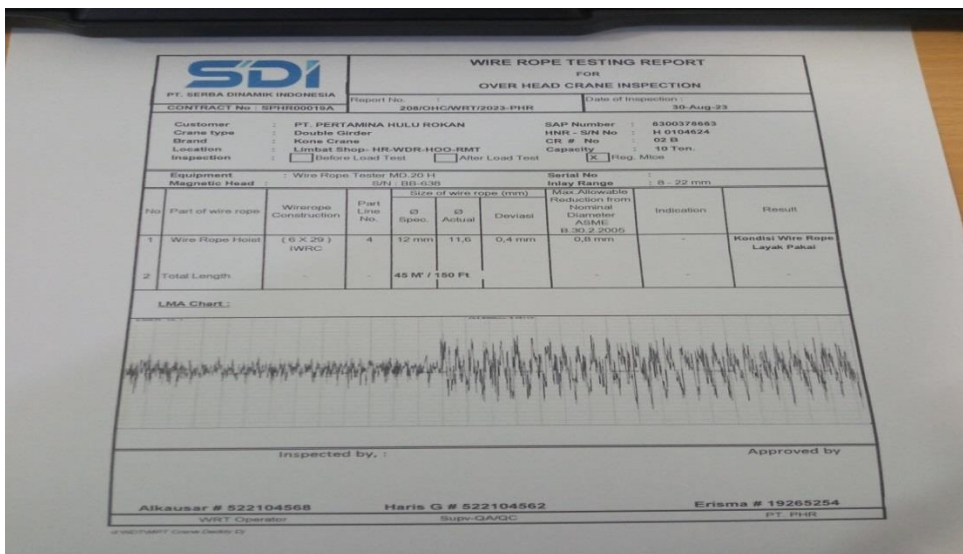 SDI
PT. SERBA DINAMIK INDONESIA
CONTRACT No : SPHR00019A
WIRE ROPE TESTING REPORT
FOR
OVER HEAD CRANE INSPECTION
Report No. : 208/OHC/WRT/2023-PHR
Date of Inspection : 30-Aug-23
Customer : PT. PERTAMINA HULU ROKAN
SAP Number : 6300378683
Crane type : Double Girder
HNR - S/N No : H 0104624
Brand : Kone Crane
CR # No : 02 B
Location : Limbat Shop- HR-WDR-HOO-RMT
Capacity : 10 Ton.
Inspection : Before Load Test After Load Test X Reg. Mtce
Equipment : Wire Rope Tester MD.20 H
Serial No :
Magnetic Head : S/N : BB-63B
Inlay Range : 8 - 22 mm
No Part of wire rope Wirerope Construction Part Line No. Size of wire rope (mm) Ø Spec. Ø Actual Deviasi Max.Allowable Reduction from Nominal Diameter ASME B.30.2.2005 Indication Result
1 Wire Rope Hoist ( 6 X 29 ) IWRC 4 12 mm 11,6 0,4 mm 0,8 mm - Kondisi Wire Rope Layak Pakai
2 Total Length - - 45 M' / 150 Ft - - -
LMA Chart :
Inspected by, :
Approved by
Alkausar # 522104568
Haris G # 522104562
Erisma # 19265254
WRT Operator
Supv-QA/QC
PT. PHR